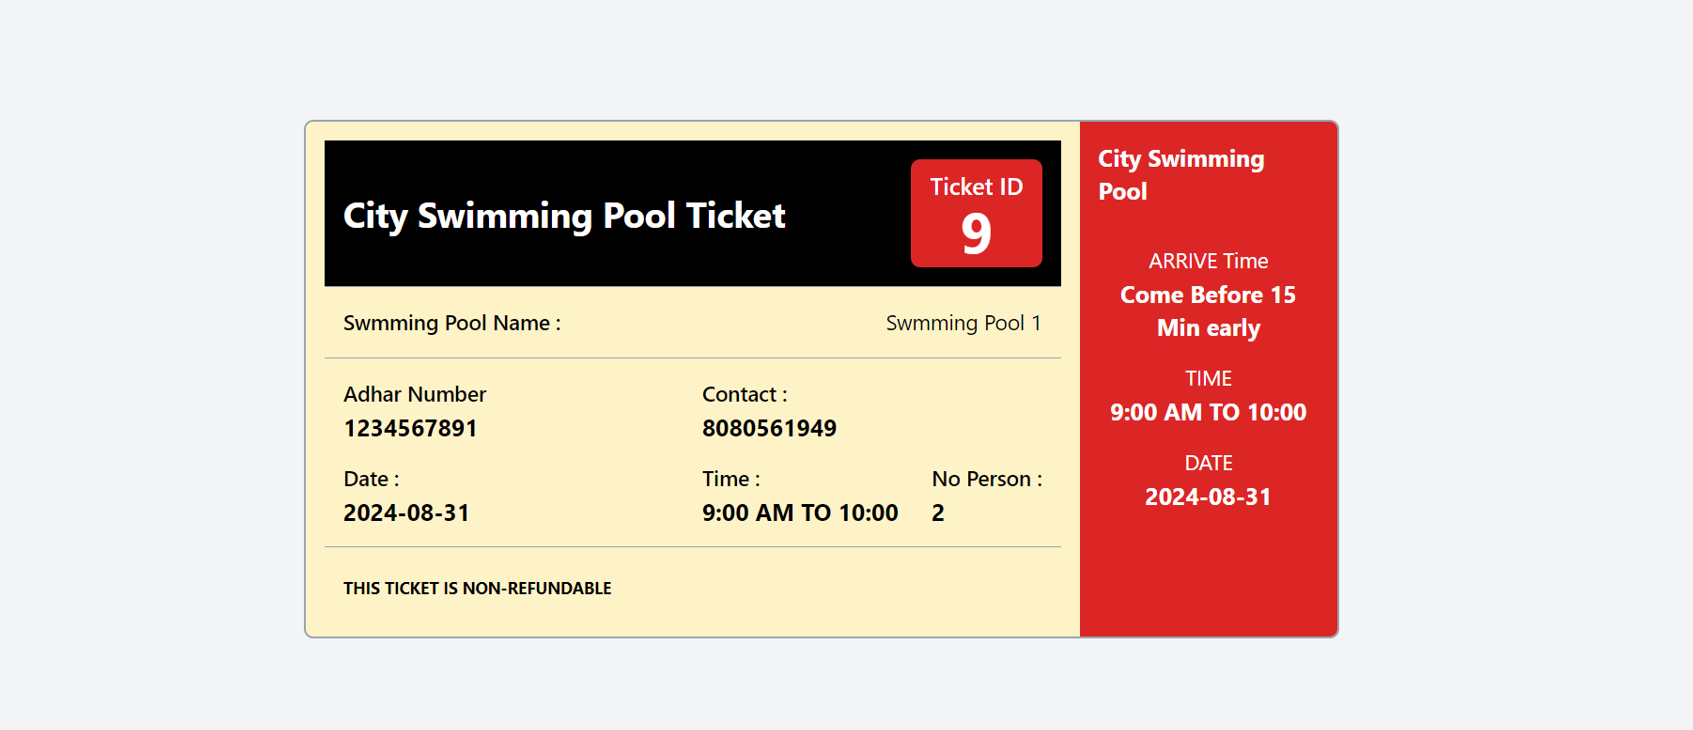 City Swimming Pool Ticket
Ticket ID
9
Swmming Pool Name :
Swmming Pool 1
Adhar Number
1234567891
Contact :
8080561949
Date :
2024-08-31
Time :
9:00 AM TO 10:00
No Person :
2
THIS TICKET IS NON-REFUNDABLE
City Swimming
Pool
ARRIVE Time
Come Before 15
Min early
TIME
9:00 AM TO 10:00
DATE
2024-08-31